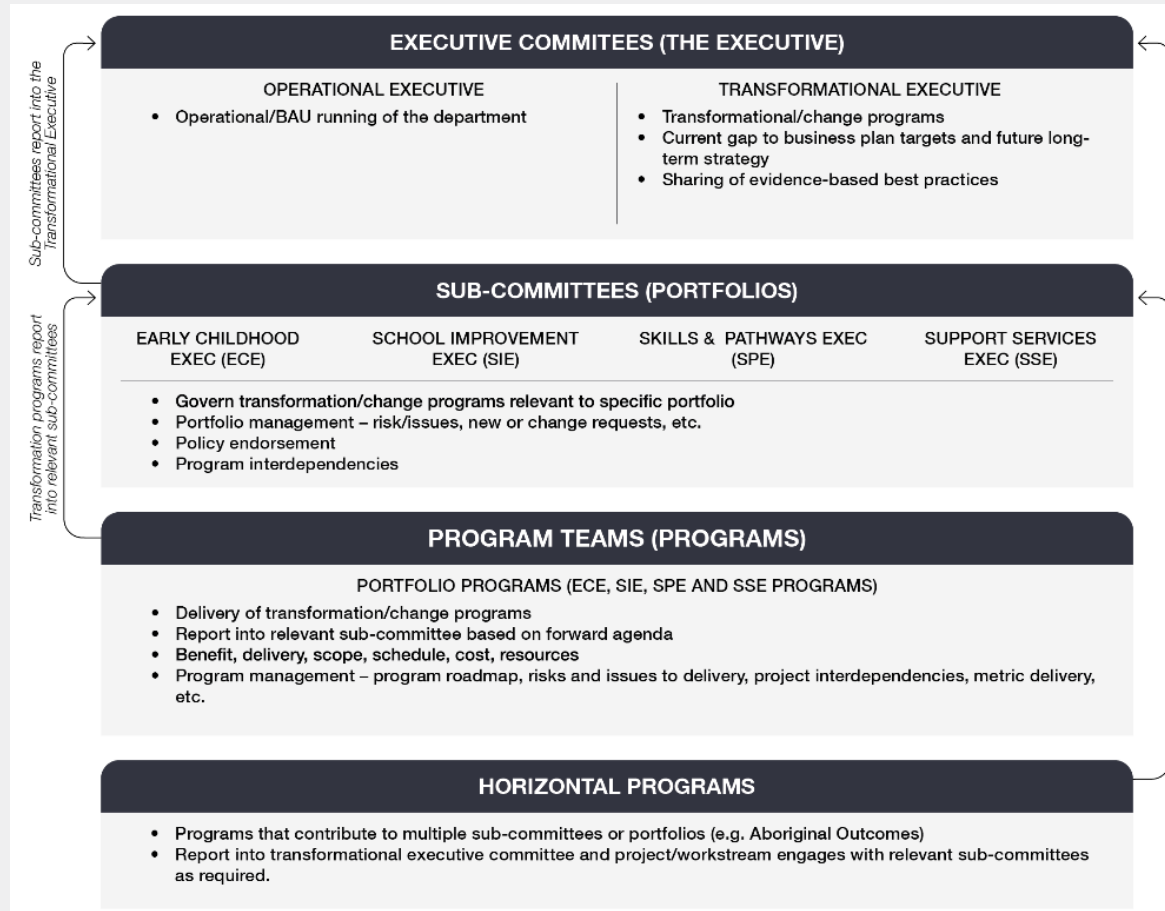 EXECUTIVE COMMITEES (THE EXECUTIVE)
OPERATIONAL EXECUTIVE
• Operational/BAU running of the department
TRANSFORMATIONAL EXECUTIVE
• Transformational/change programs
• Current gap to business plan targets and future long-
term strategy
• Sharing of evidence-based best practices
Sub-committees report into the
Transformational Executive
SUB-COMMITTEES (PORTFOLIOS)
EARLY CHILDHOOD
EXEC (ECE)
SCHOOL IMPROVEMENT
EXEC (SIE)
SKILLS & PATHWAYS EXEC
(SPE)
SUPPORT SERVICES
EXEC (SSE)
• Govern transformation/change programs relevant to specific portfolio
• Portfolio management – risk/issues, new or change requests, etc.
• Policy endorsement
• Program interdependencies
Transformation programs report
into relevant sub-committees
PROGRAM TEAMS (PROGRAMS)
PORTFOLIO PROGRAMS (ECE, SIE, SPE AND SSE PROGRAMS)
• Delivery of transformation/change programs
• Report into relevant sub-committee based on forward agenda
• Benefit, delivery, scope, schedule, cost, resources
• Program management – program roadmap, risks and issues to delivery, project interdependencies, metric delivery,
etc.
HORIZONTAL PROGRAMS
• Programs that contribute to multiple sub-committees or portfolios (e.g. Aboriginal Outcomes)
• Report into transformational executive committee and project/workstream engages with relevant sub-committees
as required.